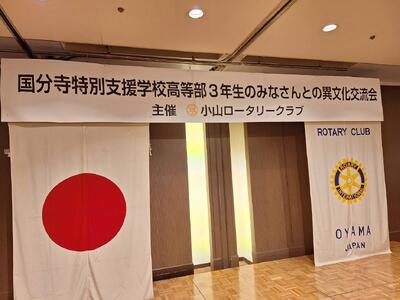 国分寺特別支援学校高等部３年生のみなさんとの異文化交流会
主催 小山ロータリークラブ
ROTARY CLUB
ROTARY
INTERNATIONAL
OYAMA
JAPAN